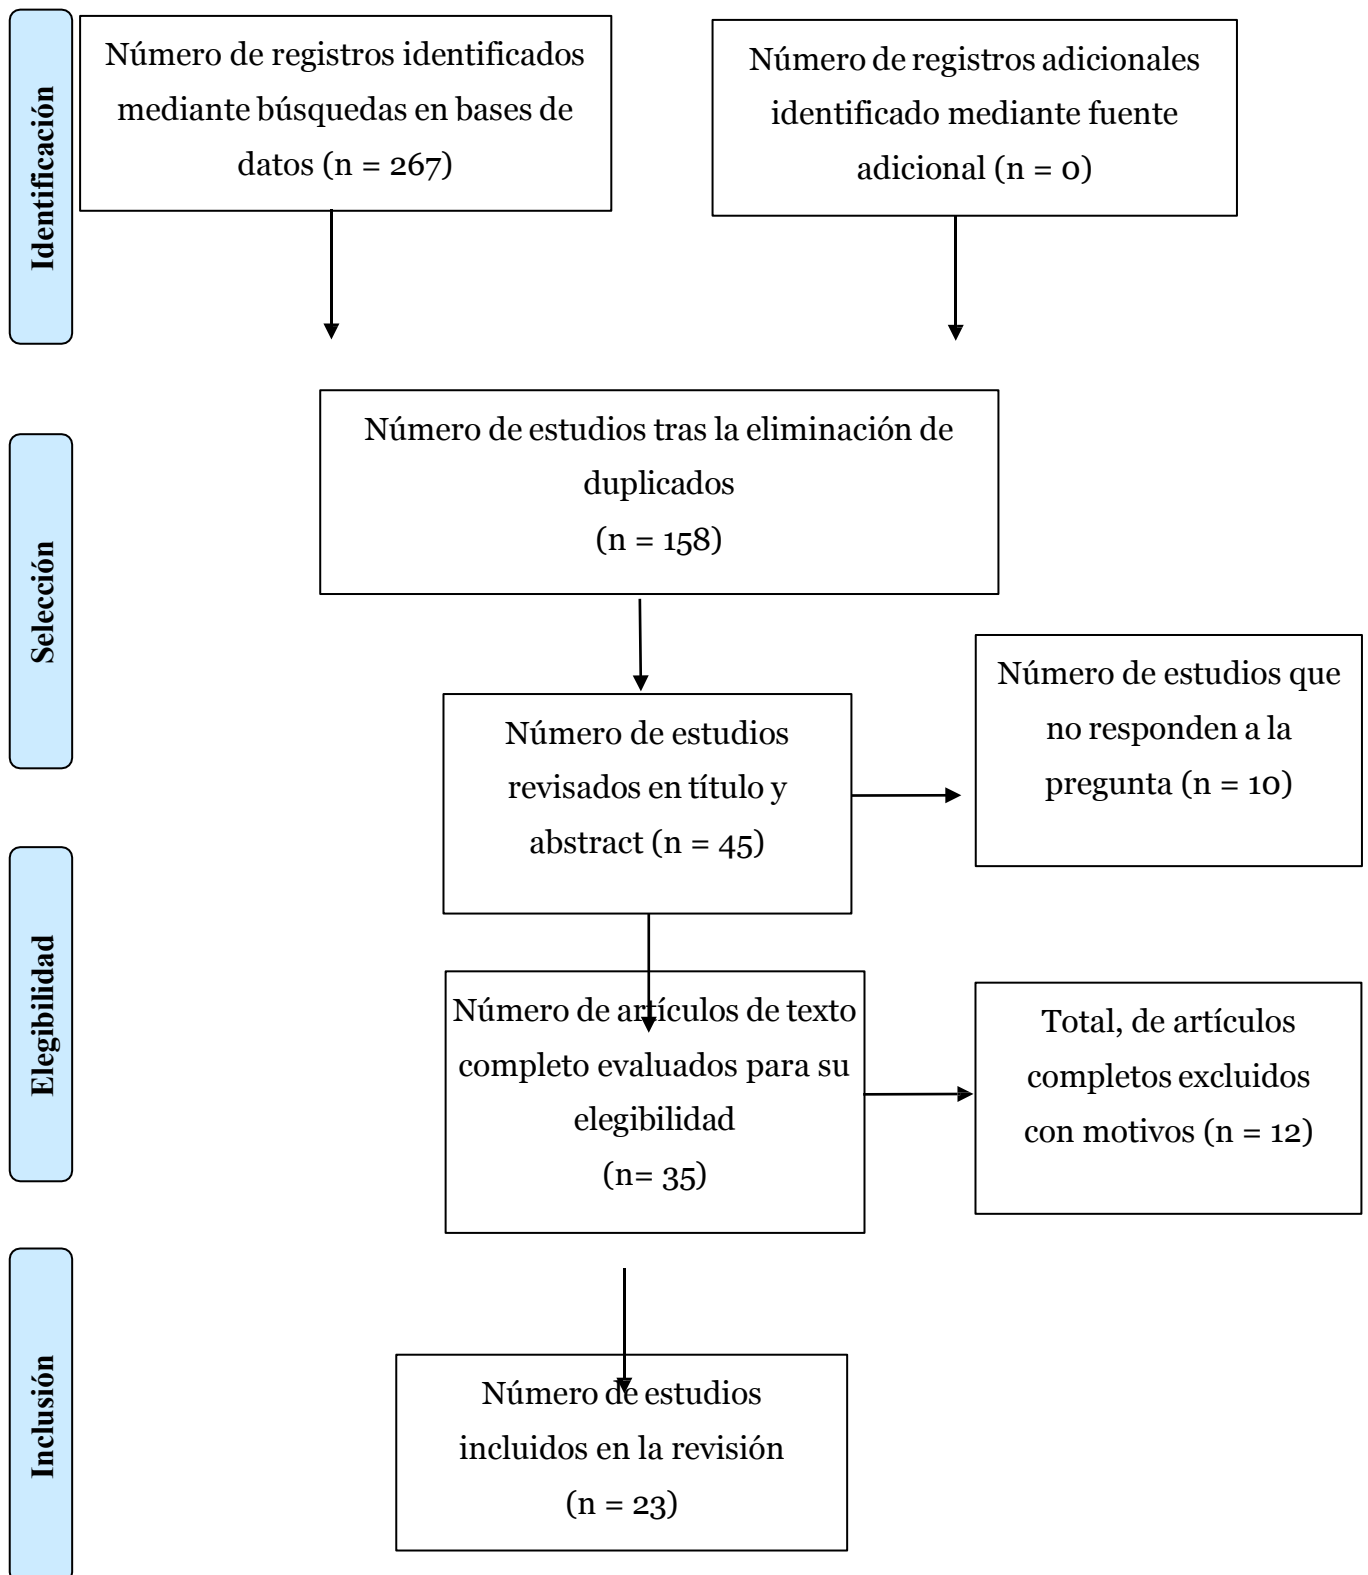 Identificación
Número de registros identificados
mediante búsquedas en bases de
datos (n = 267)
Número de registros adicionales
identificado mediante fuente
adicional (n = 0)
Selección
Número de estudios tras la eliminación de
duplicados
(n = 158)
Número de estudios
revisados en título y
abstract (n = 45)
Número de estudios que
no responden a la
pregunta (n = 10)
Elegibilidad
Número de artículos de texto
completo evaluados para su
elegibilidad
(n= 35)
Total, de artículos
completos excluidos
con motivos (n = 12)
Inclusión
Número de estudios
incluidos en la revisión
(n = 23)